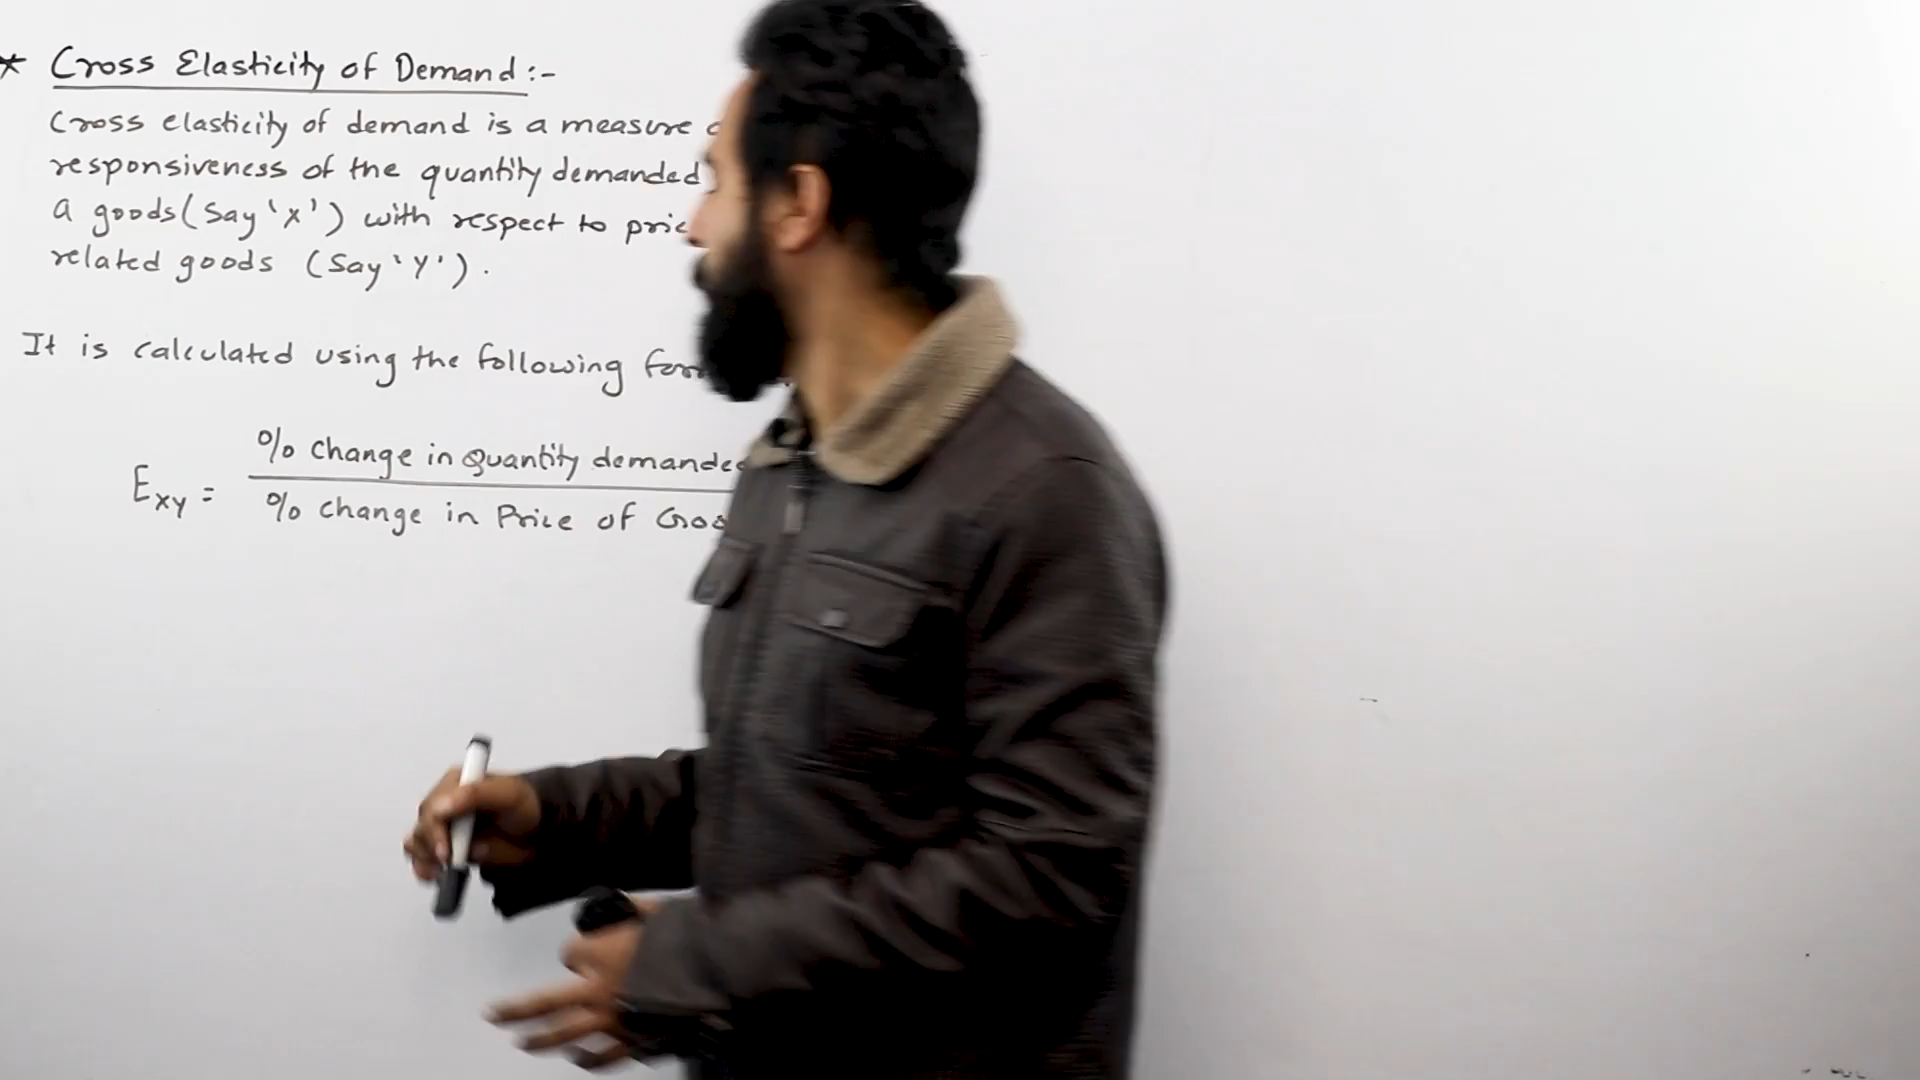 * Cross Elasticity of Demand :-
Cross elasticity of demand is a measure
responsiveness of the quantity demanded
a goods (Say 'X') with respect to
related goods (Say 'Y').
It is calculated using the following
Exy = % Change in Quantity demanded
% Change in Price of